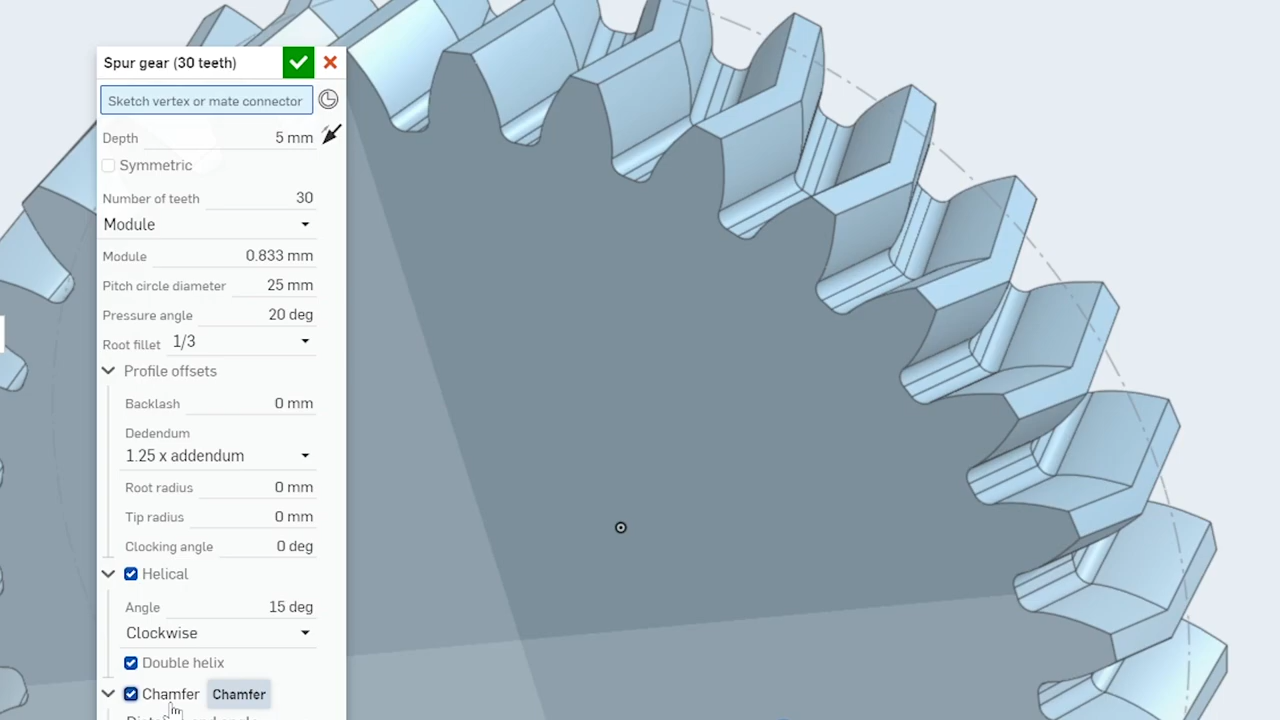 Spur gear (30 teeth)
Sketch vertex or mate connector
Depth 5 mm
Symmetric
Number of teeth 30
Module
Module 0.833 mm
Pitch circle diameter 25 mm
Pressure angle 20 deg
Root fillet 1/3
Profile offsets
Backlash 0 mm
Dedendum
1.25 x addendum
Root radius 0 mm
Tip radius 0 mm
Clocking angle 0 deg
Helical
Angle 15 deg
Clockwise
Double helix
Chamfer Chamfer